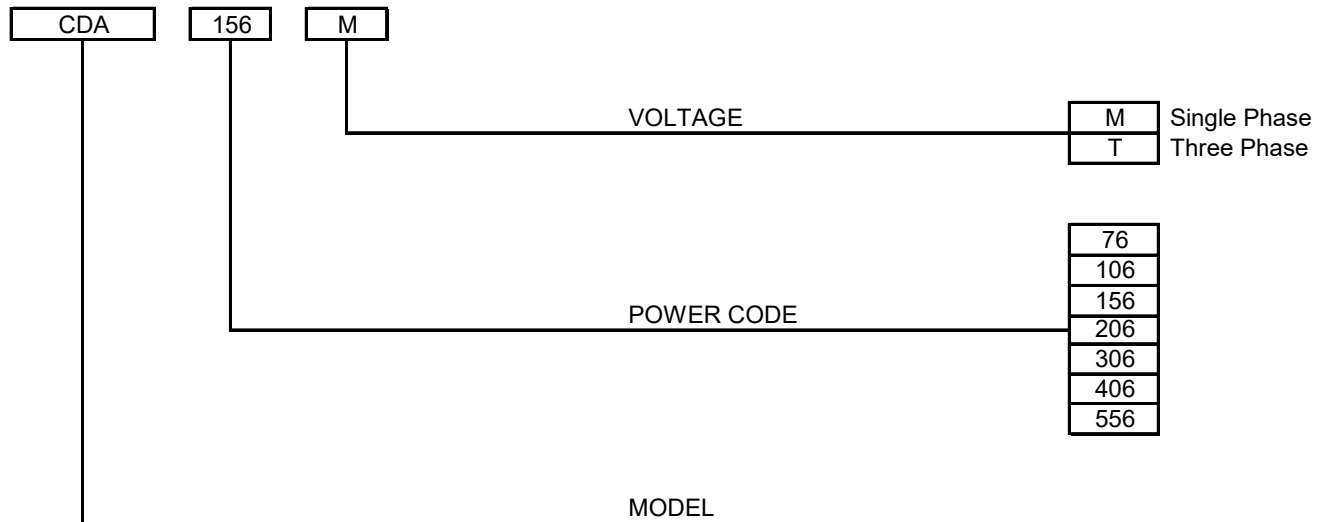 CDA 156 M
VOLTAGE
M Single Phase
T Three Phase
76
106
156
POWER CODE
206
306
406
556
MODEL